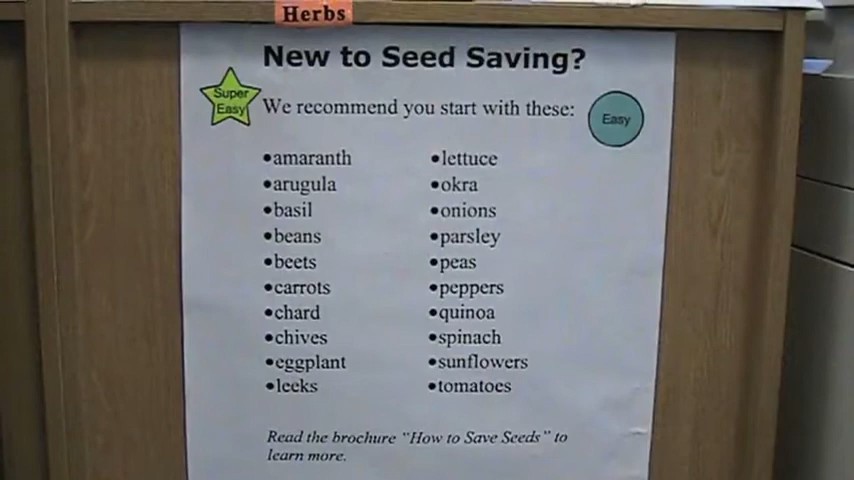 Herbs
New to Seed Saving?
Super
Easy
We recommend you start with these:
Easy
•amaranth
•arugula
•basil
•beans
•beets
•carrots
•chard
•chives
•eggplant
•leeks
•lettuce
•okra
•onions
•parsley
•peas
•peppers
•quinoa
•spinach
•sunflowers
•tomatoes
Read the brochure "How to Save Seeds" to
learn more.